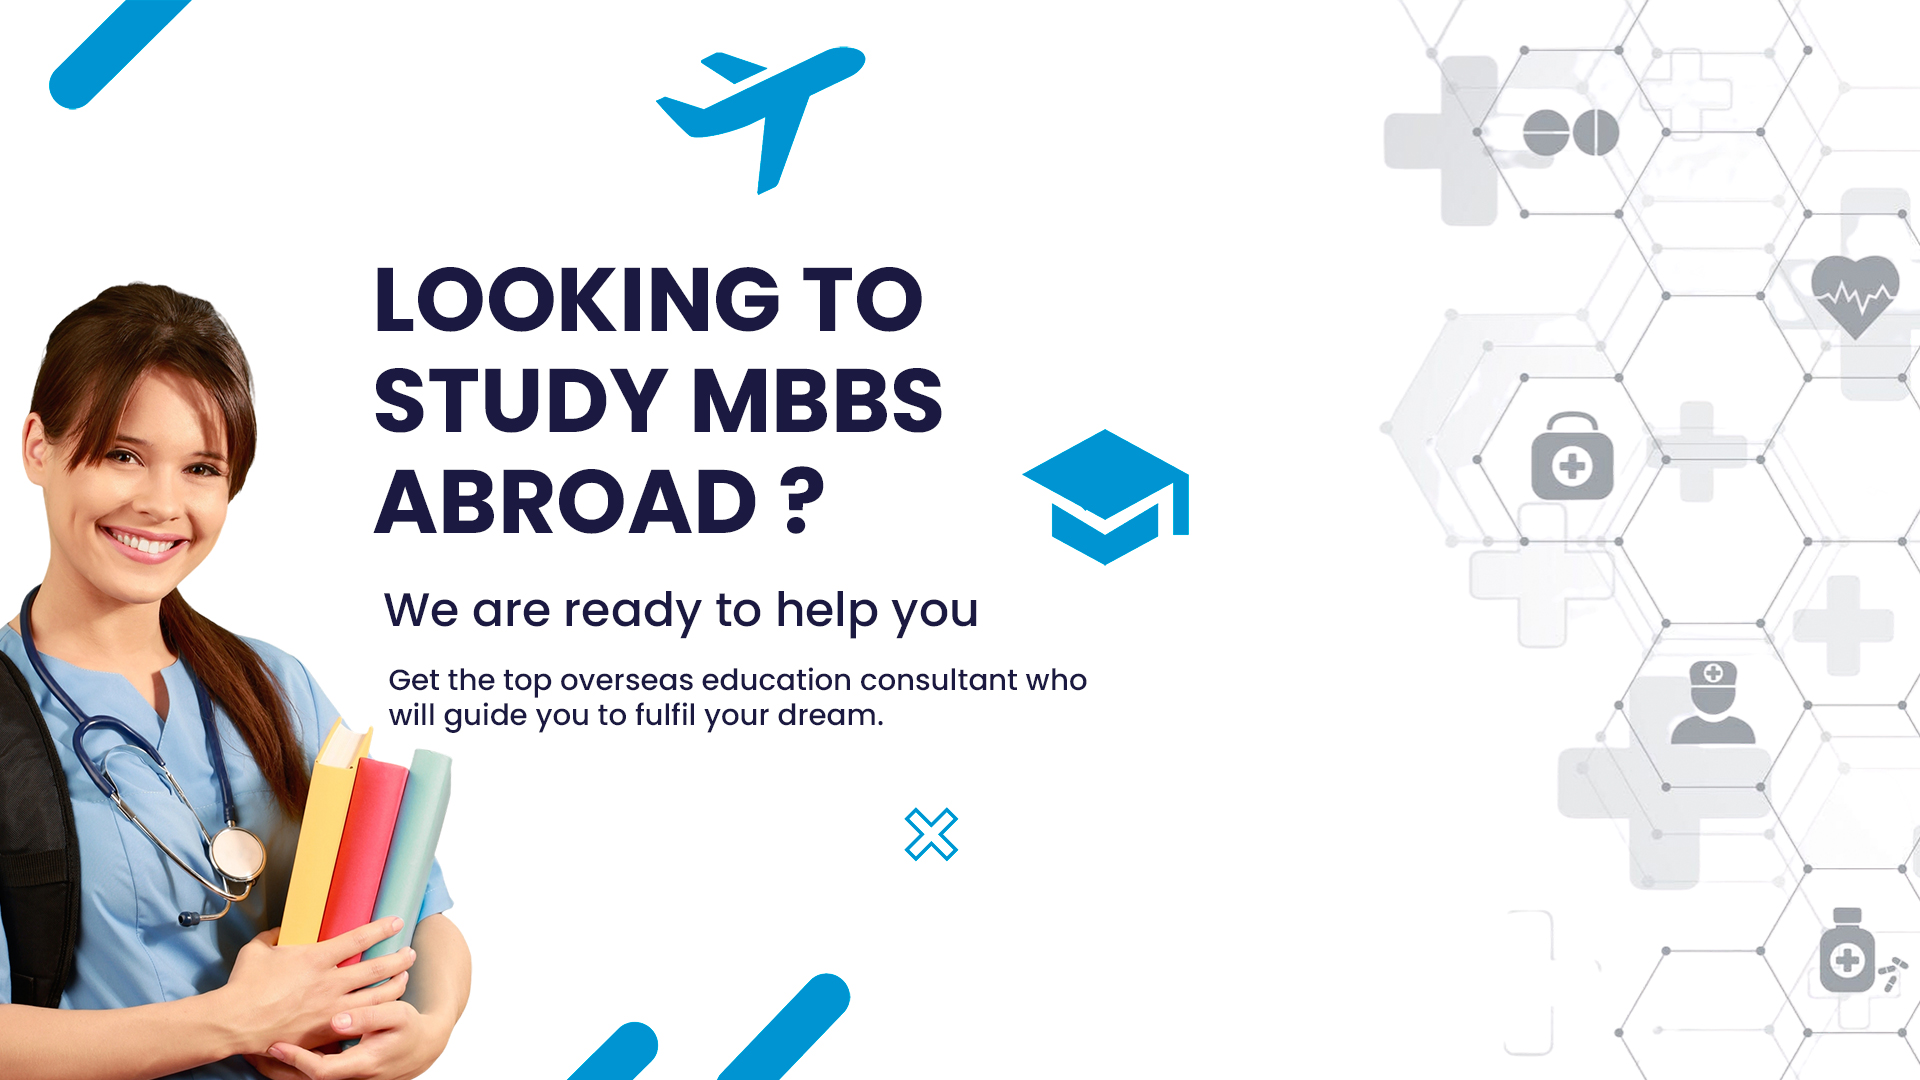 LOOKING TO
STUDY MBBS
ABROAD ?
We are ready to help you
Get the top overseas education consultant who
will guide you to fulfil your dream.